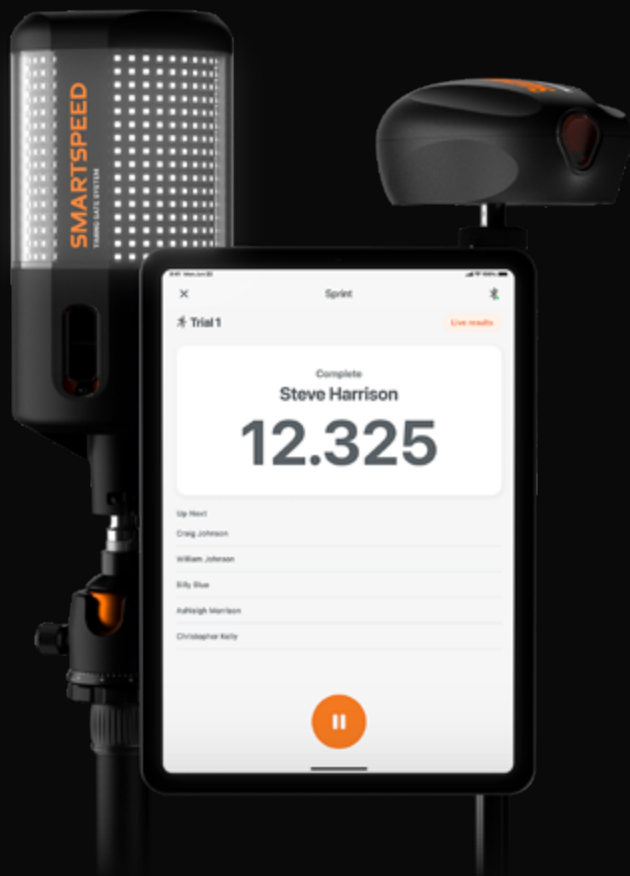 SMARTSPEED
TIMING GATE SYSTEM
Sprint
Trial 1
Live results
Complete
Steve Harrison
12.325
Up Next
Craig Johnson
William Johnson
Billy Blue
Ashleigh Morrison
Christopher Kelly